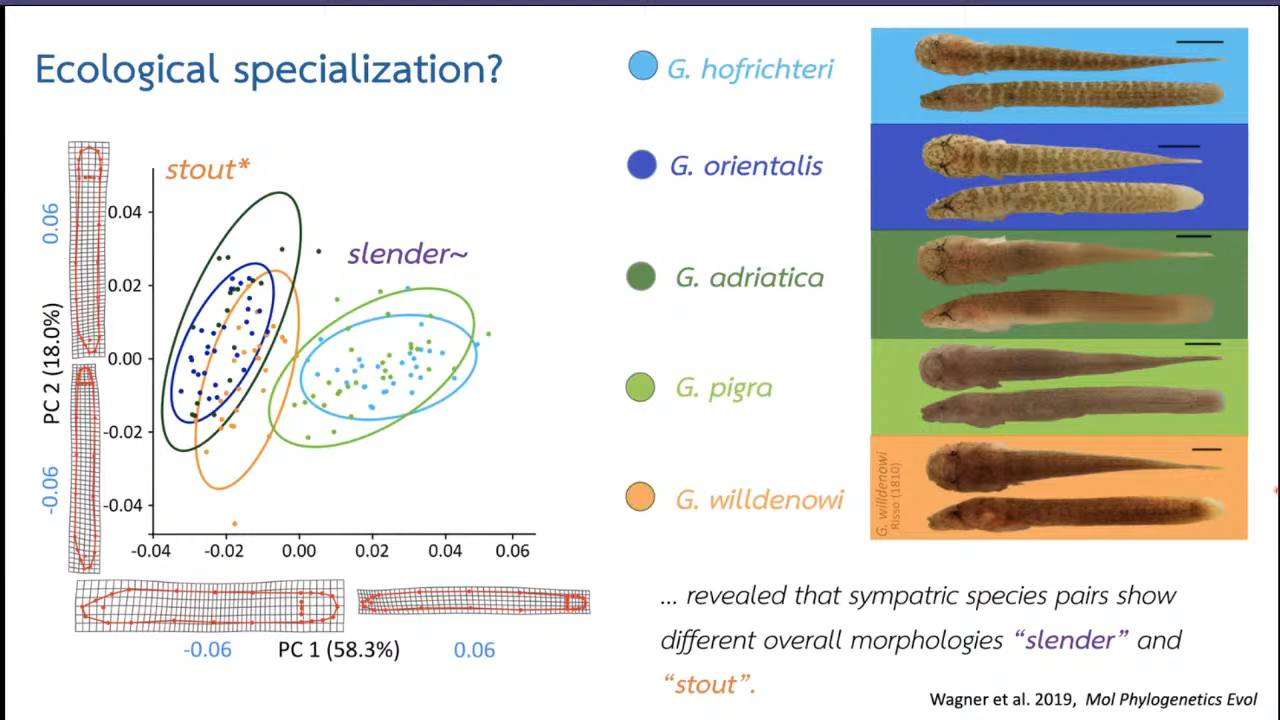 Ecological specialization?
stout*
slender~
0.06
PC 2 (18.0%)
-0.06
0.04
0.02
0.00
-0.02
-0.04
-0.04
-0.02
0.00
0.02
0.04
0.06
-0.06
PC 1 (58.3%)
0.06
G. hofrichteri
G. orientalis
G. adriatica
G. pigra
G. willdenowi
G. willdenowi
Risso (1810)
... revealed that sympatric species pairs show
different overall morphologies “slender” and
“stout”.
Wagner et al. 2019, Mol Phylogenetics Evol